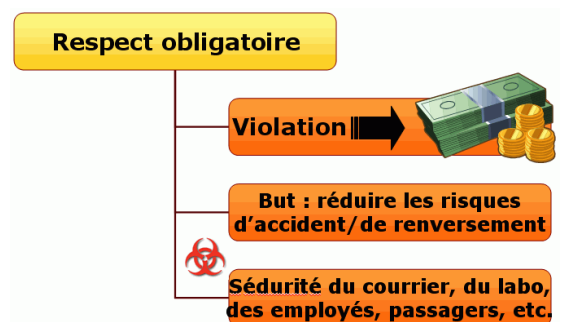 Respect obligatoire
Violation
But : réduire les risques
d’accident/de renversement
Sédurité du courrier, du labo,
des employés, passagers, etc.